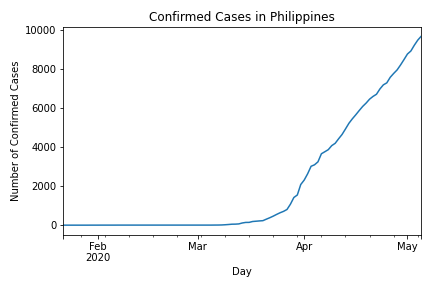 Confirmed Cases in Philippines
Number of Confirmed Cases
10000
8000
6000
4000
2000
0
Feb
2020
Mar
Apr
May
Day